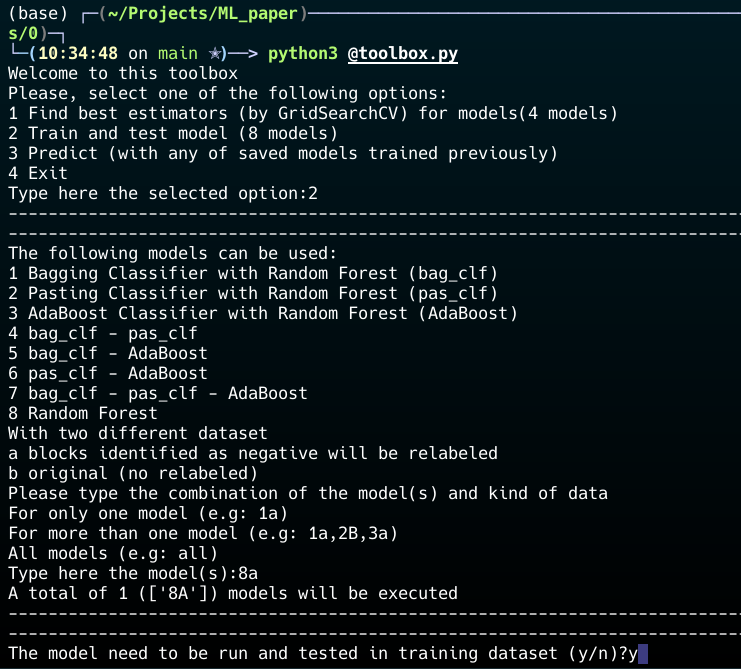 (base) ┌─(~/Projects/ML_paper)
s/0)─┐
└─(10:34:48 on main ✭)──> python3 @toolbox.py
Welcome to this toolbox
Please, select one of the following options:
1 Find best estimators (by GridSearchCV) for models(4 models)
2 Train and test model (8 models)
3 Predict (with any of saved models trained previously)
4 Exit
Type here the selected option:2
--------------------------------------------------------------------------
--------------------------------------------------------------------------
The following models can be used:
1 Bagging Classifier with Random Forest (bag_clf)
2 Pasting Classifier with Random Forest (pas_clf)
3 AdaBoost Classifier with Random Forest (AdaBoost)
4 bag_clf - pas_clf
5 bag_clf - AdaBoost
6 pas_clf - AdaBoost
7 bag_clf - pas_clf - AdaBoost
8 Random Forest
With two different dataset
a blocks identified as negative will be relabeled
b original (no relabeled)
Please type the combination of the model(s) and kind of data
For only one model (e.g: 1a)
For more than one model (e.g: 1a,2B,3a)
All models (e.g: all)
Type here the model(s):8a
A total of 1 (['8A']) models will be executed
--------------------------------------------------------------------------
--------------------------------------------------------------------------
The model need to be run and tested in training dataset (y/n)?y